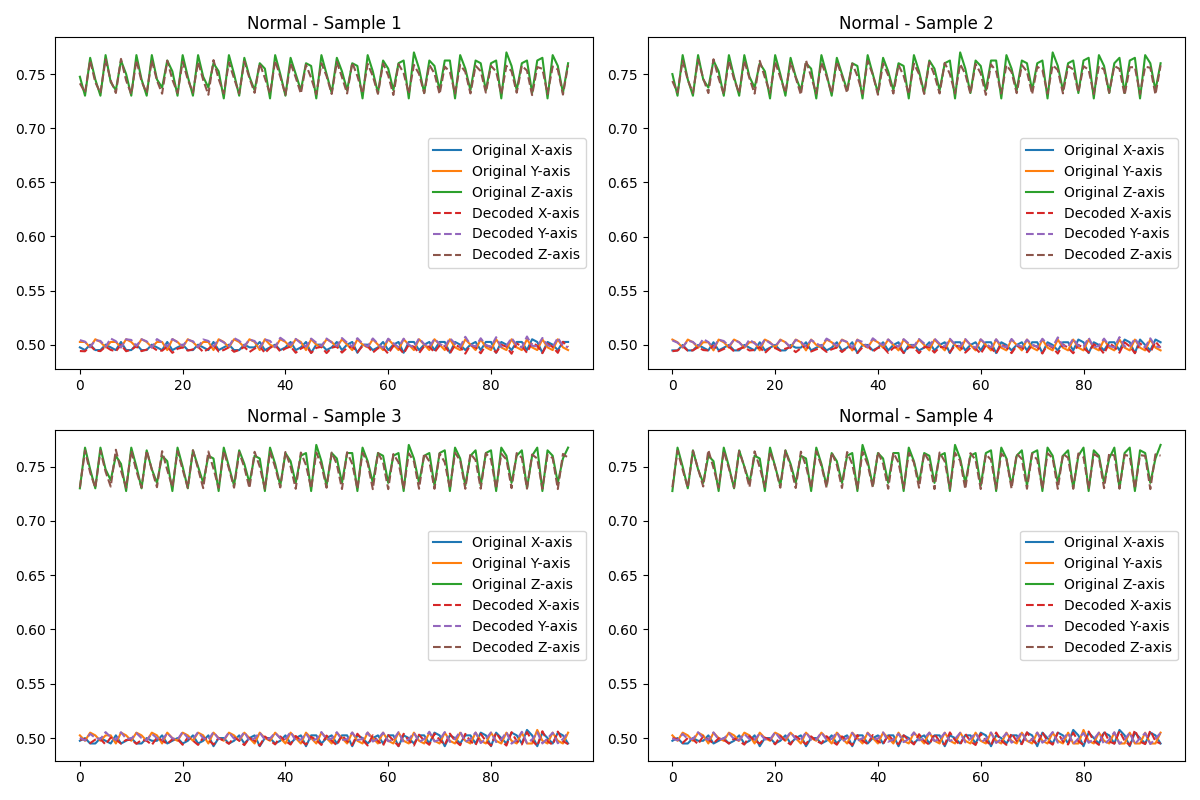 Normal - Sample 1
0.75
0.70
0.65
0.60
0.55
0.50
0 20 40 60 80
Original X-axis
Original Y-axis
Original Z-axis
Decoded X-axis
Decoded Y-axis
Decoded Z-axis
Normal - Sample 2
0.75
0.70
0.65
0.60
0.55
0.50
0 20 40 60 80
Original X-axis
Original Y-axis
Original Z-axis
Decoded X-axis
Decoded Y-axis
Decoded Z-axis
Normal - Sample 3
0.75
0.70
0.65
0.60
0.55
0.50
0 20 40 60 80
Original X-axis
Original Y-axis
Original Z-axis
Decoded X-axis
Decoded Y-axis
Decoded Z-axis
Normal - Sample 4
0.75
0.70
0.65
0.60
0.55
0.50
0 20 40 60 80
Original X-axis
Original Y-axis
Original Z-axis
Decoded X-axis
Decoded Y-axis
Decoded Z-axis